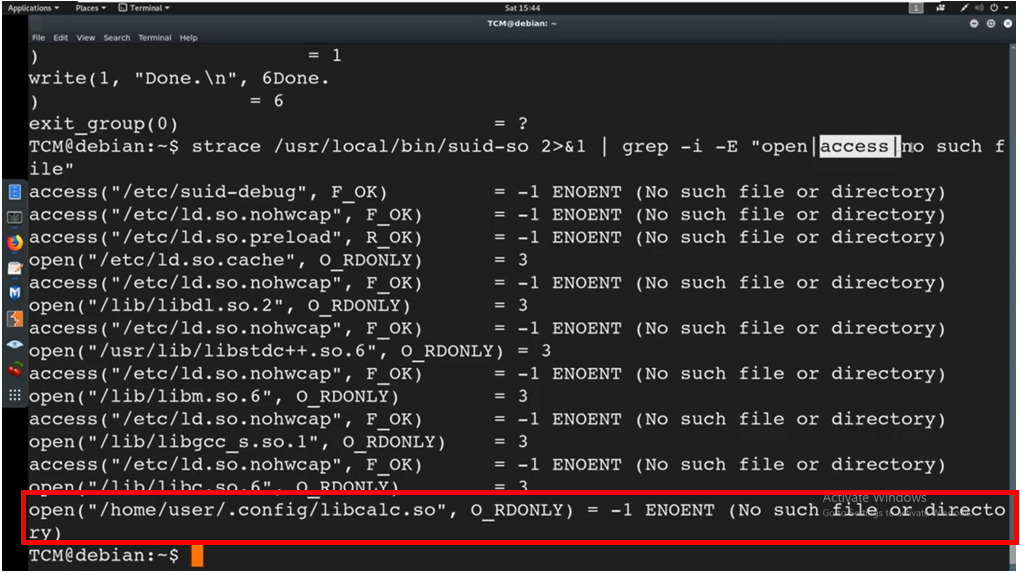 Applications Places Terminal Sat 15:44 1
TCM@debian: ~
File Edit View Search Terminal Help
) = 1
write(1, "Done.\n", 6Done.
) = 6
exit_group(0) = ?
TCM@debian:~$ strace /usr/local/bin/suid-so 2>&1 | grep -i -E "open|access|no such f
ile"
access("/etc/suid-debug", F_OK) = -1 ENOENT (No such file or directory)
access("/etc/ld.so.nohwcap", F_OK) = -1 ENOENT (No such file or directory)
access("/etc/ld.so.preload", R_OK) = -1 ENOENT (No such file or directory)
open("/etc/ld.so.cache", O_RDONLY) = 3
access("/etc/ld.so.nohwcap", F_OK) = -1 ENOENT (No such file or directory)
open("/lib/libdl.so.2", O_RDONLY) = 3
access("/etc/ld.so.nohwcap", F_OK) = -1 ENOENT (No such file or directory)
open("/usr/lib/libstdc++.so.6", O_RDONLY) = 3
access("/etc/ld.so.nohwcap", F_OK) = -1 ENOENT (No such file or directory)
open("/lib/libm.so.6", O_RDONLY) = 3
access("/etc/ld.so.nohwcap", F_OK) = -1 ENOENT (No such file or directory)
open("/lib/libgcc_s.so.1", O_RDONLY) = 3
access("/etc/ld.so.nohwcap", F_OK) = -1 ENOENT (No such file or directory)
open("/lib/libc.so.6", O_RDONLY) = 3
Activate Windows
open("/home/user/.config/libcalc.so", O_RDONLY) = -1 ENOENT (No such file or directo
ry)
TCM@debian:~$